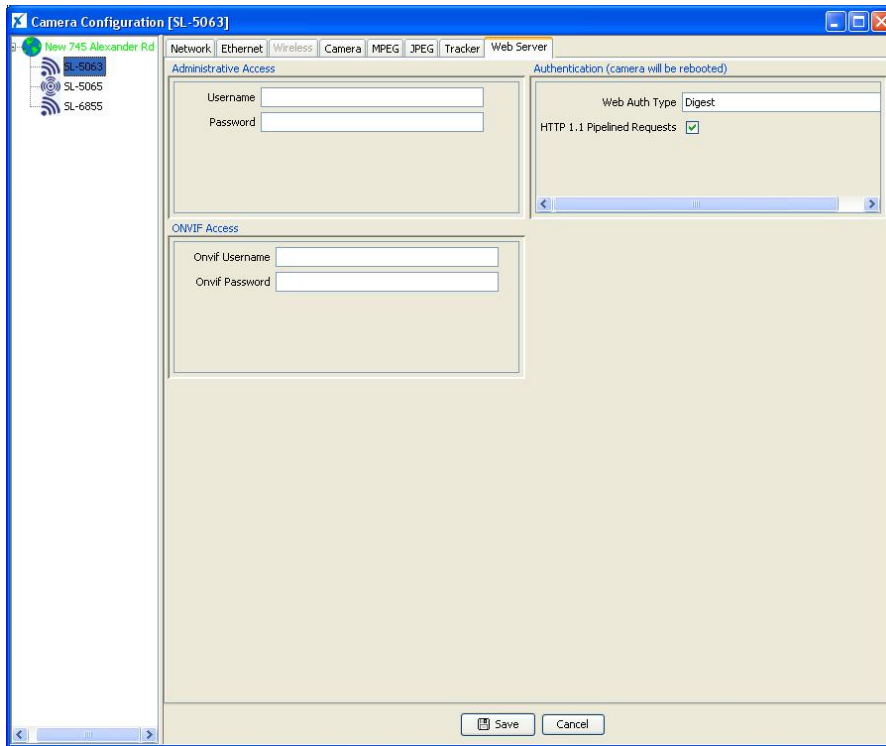 Camera Configuration [SL-5063]
New 745 Alexander Rd
SL-5063
SL-5065
SL-6855
Network Ethernet Wireless Camera MPEG JPEG Tracker Web Server
Administrative Access
Username
Password
Authentication (camera will be rebooted)
Web Auth Type Digest
HTTP 1.1 Pipelined Requests
ONVIF Access
Onvif Username
Onvif Password
Save Cancel